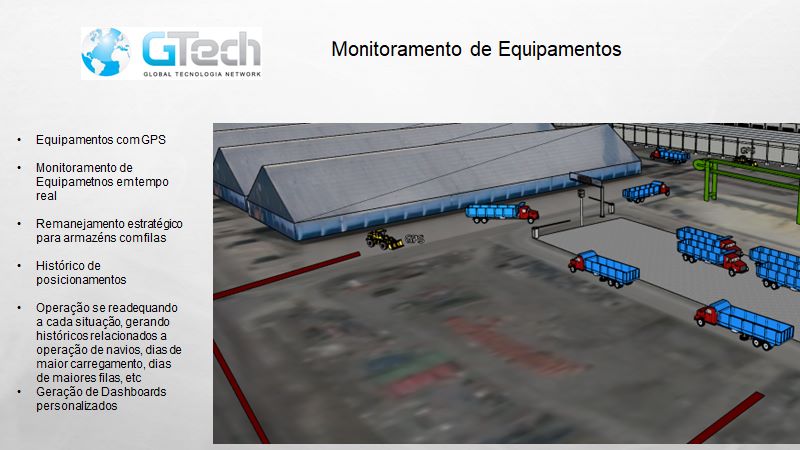 GTech
GLOBAL TECNOLOGIA NETWORK
Monitoramento de Equipamentos
• Equipamentos com GPS
• Monitoramento de
Equipametnos em tempo
real
• Remanejamento estratégico
para armazéns com filas
• Histórico de
posicionamentos
• Operação se readequando
a cada situação, gerando
históricos relacionados a
operação de navios, dias de
maior carregamento, dias
de maiores filas, etc
• Geração de Dashboards
personalizados
GPS
GPS